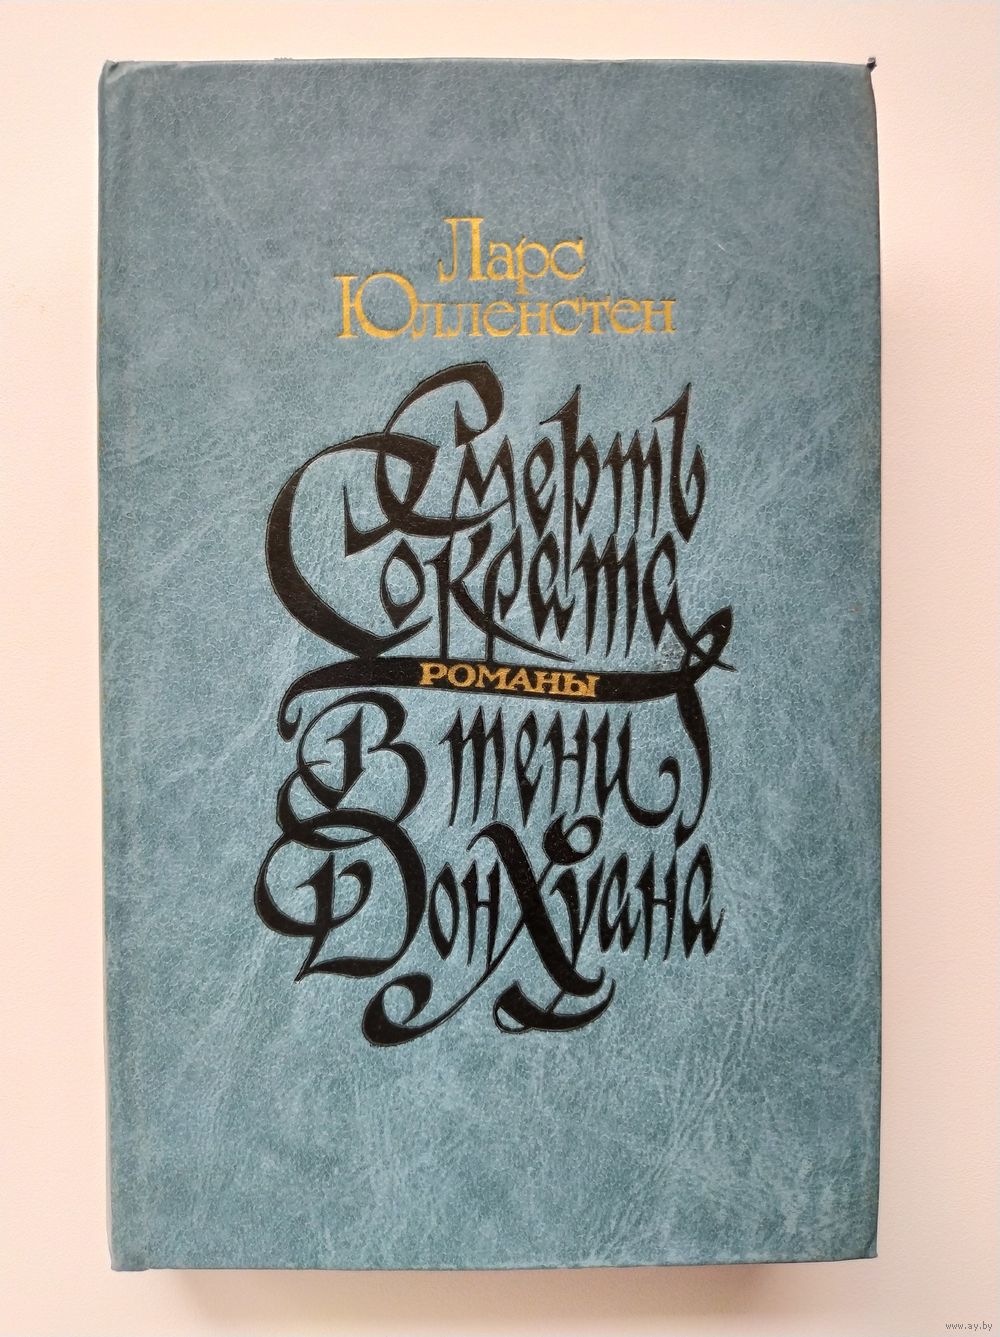 Ларс
Юлленстен
Смерть
Сократа
РОМАНЫ
В тени
Дон Хуана
www.ay.by